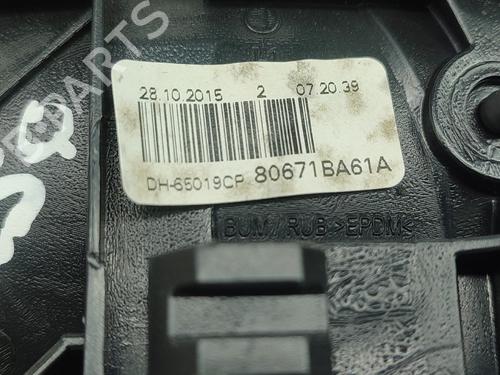 28.10.2015 2 07.20.39
DH-65019CP 80671BA61A
BUM/RUB >EPDM<